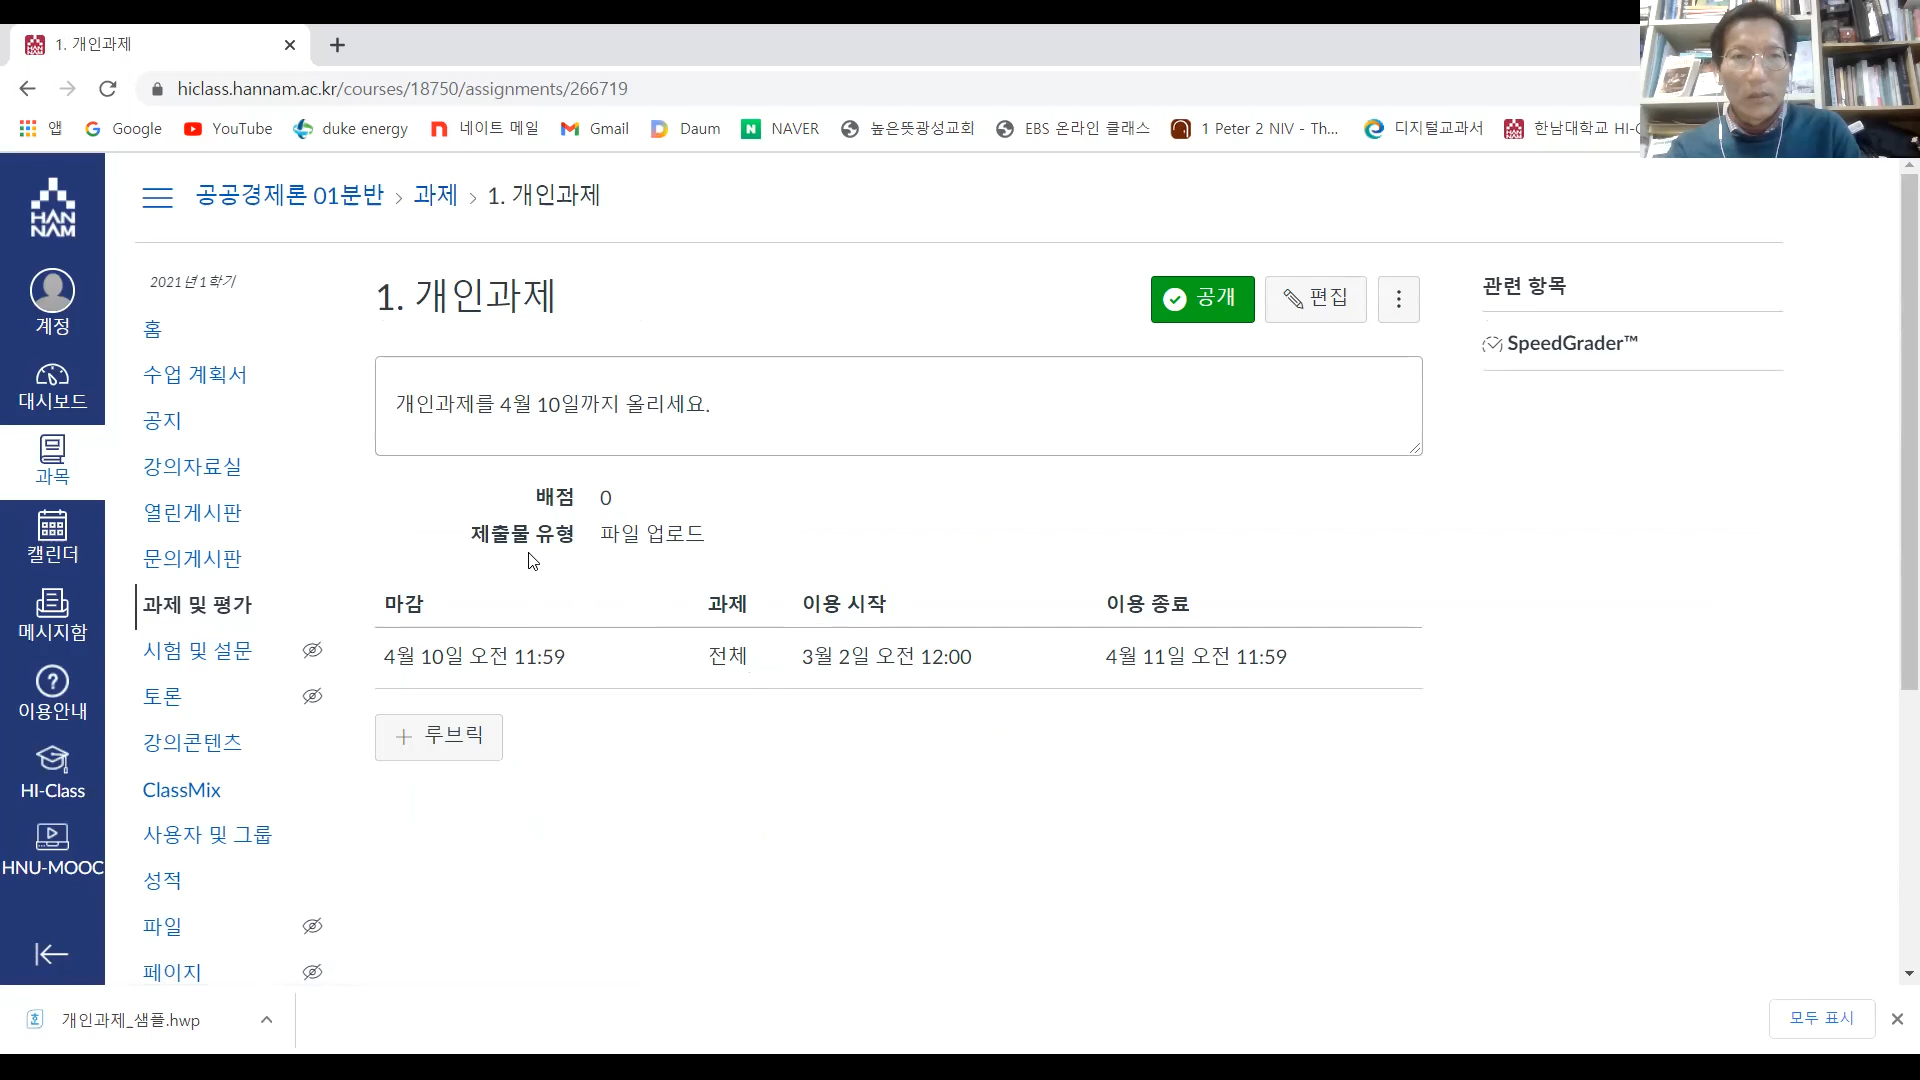 1. 개인과제
hiclass.hannam.ac.kr/courses/18750/assignments/266719
앱 Google YouTube duke energy 네이트 메일 Gmail Daum NAVER 높은뜻광성교회 EBS 온라인 클래스 1 Peter 2 NIV - Th... 디지털교과서 한남대학교 HI-C
HAN
NAM
계정
대시보드
과목
캘린더
메시지함
이용안내
HI-Class
HNU-MOOC
공공경제론 01분반 › 과제 › 1. 개인과제
2021년 1학기
홈
수업 계획서
공지
강의자료실
열린게시판
문의게시판
과제 및 평가
시험 및 설문
토론
강의콘텐츠
ClassMix
사용자 및 그룹
성적
파일
페이지
1. 개인과제
공개 편집
개인과제를 4월 10일까지 올리세요.
배점 0
제출물 유형 파일 업로드
마감 과제 이용 시작 이용 종료
4월 10일 오전 11:59 전체 3월 2일 오전 12:00 4월 11일 오전 11:59
+ 루브릭
관련 항목
SpeedGrader™
개인과제_샘플.hwp
모두 표시